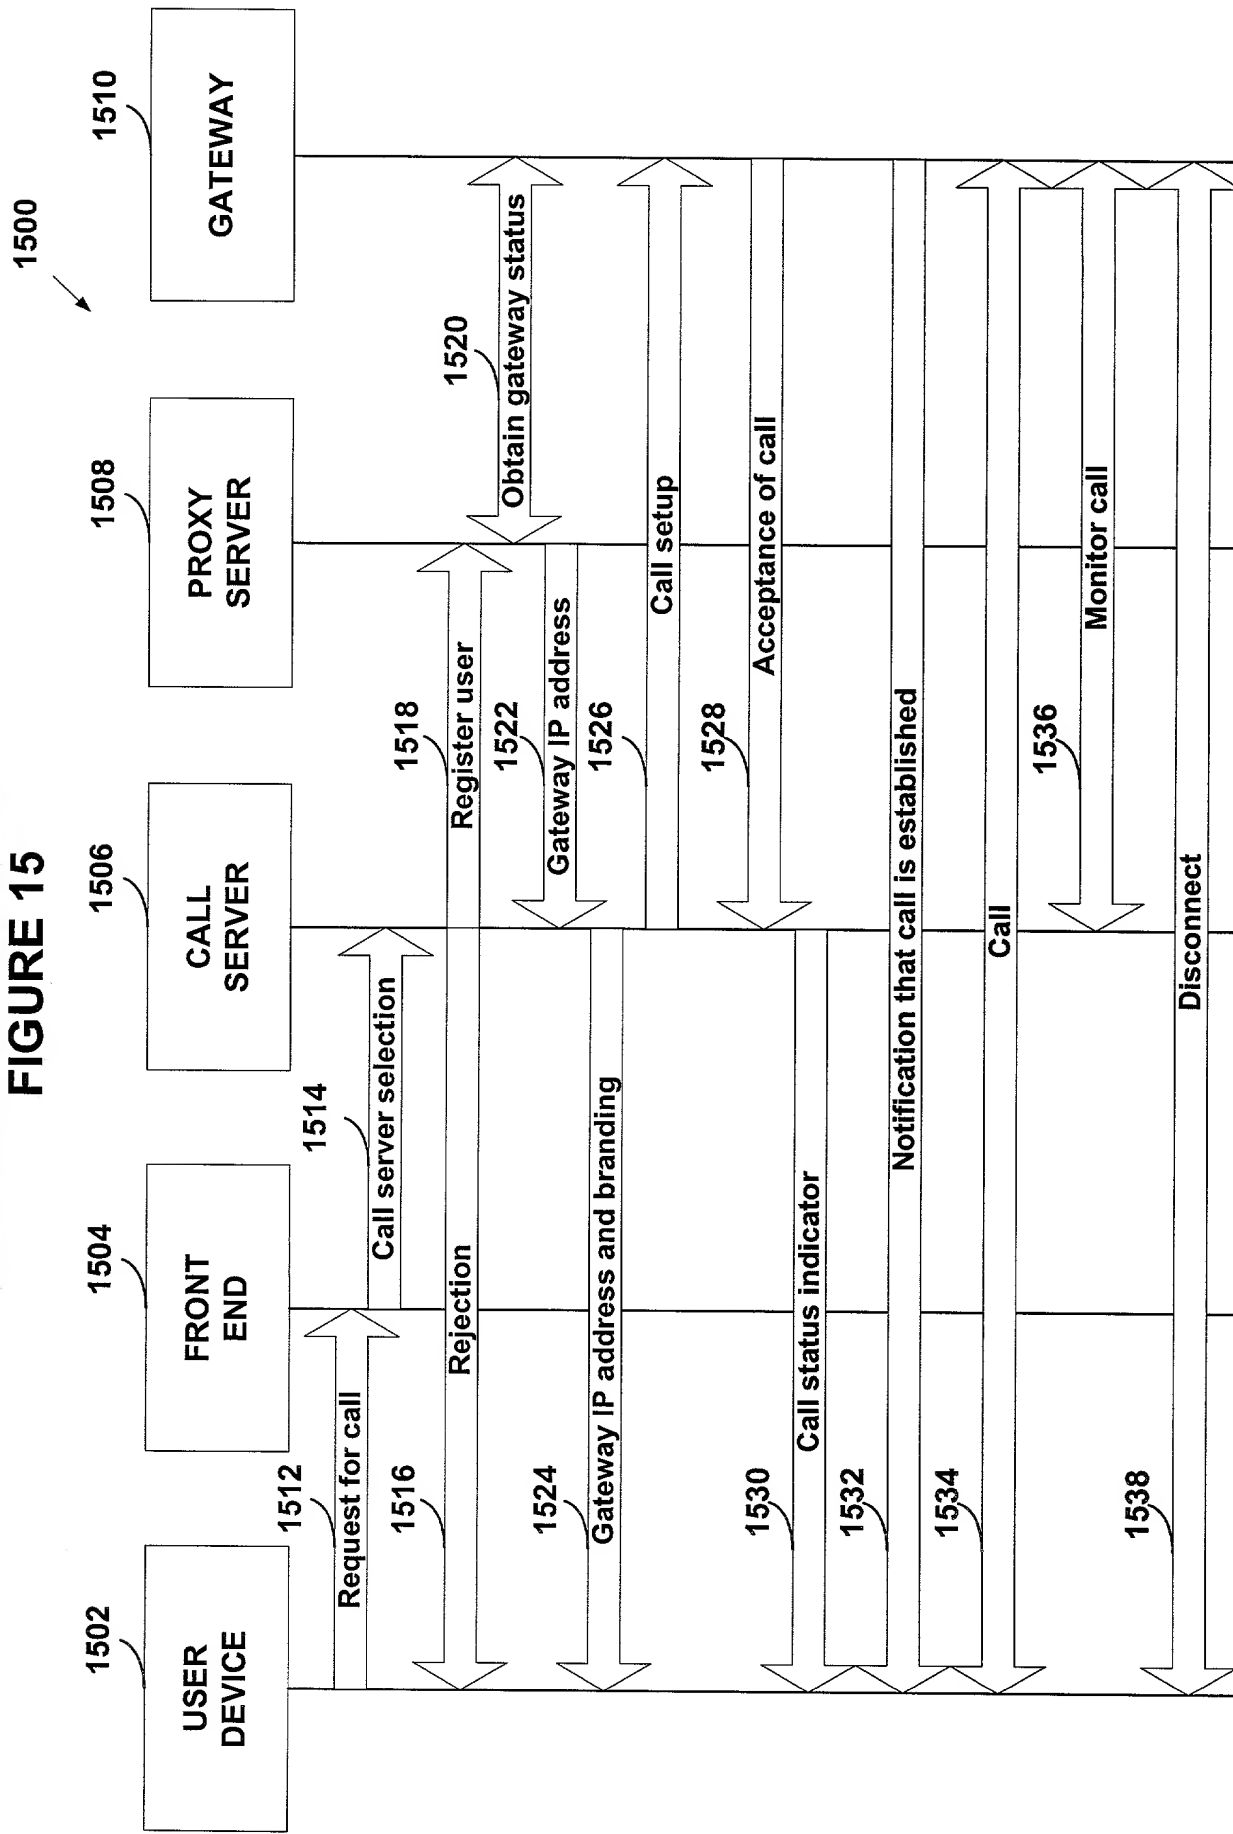 FIGURE 15
1500
1502
1504
1506
1508
1510
USER
DEVICE
FRONT
END
CALL
SERVER
PROXY
SERVER
GATEWAY
1512
Request for call
1514
Call server selection
1516
Rejection
1518
Register user
1520
Obtain gateway status
1522
Gateway IP address
1524
Gateway IP address and branding
1526
Call setup
1528
Acceptance of call
1530
Call status indicator
1532
Notification that call is established
1534
Call
1536
Monitor call
1538
Disconnect